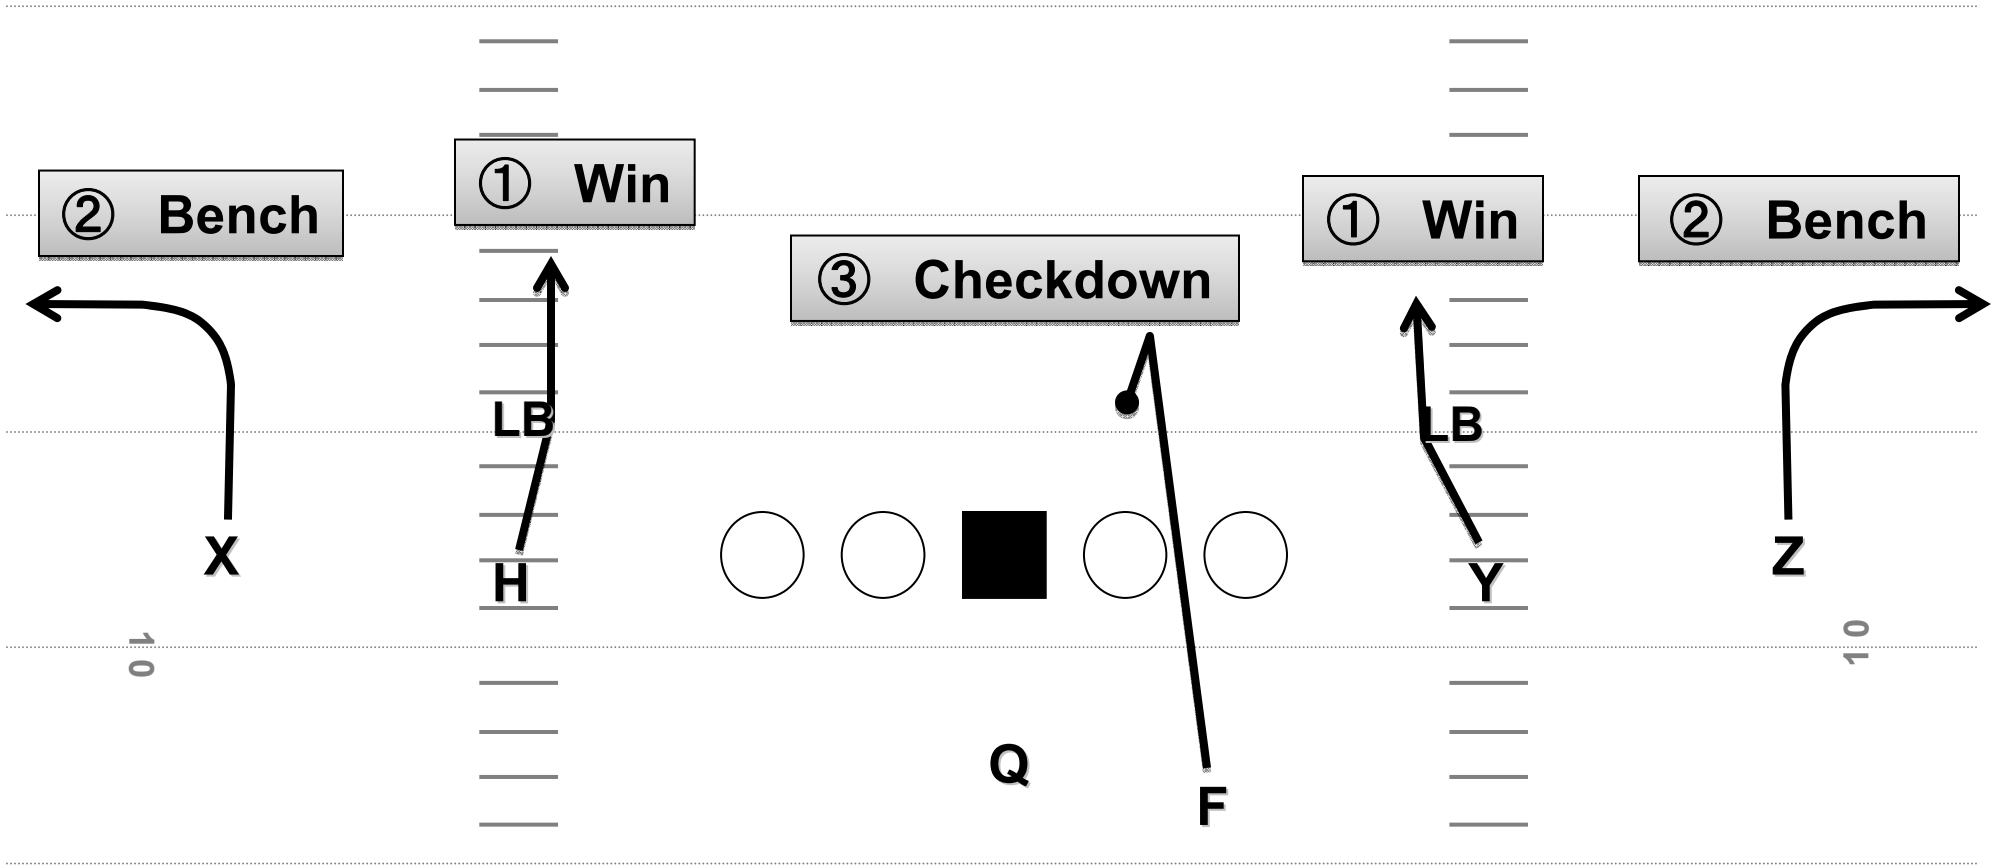 ① Win
② Bench
① Win
② Bench
③ Checkdown
LB
LB
X
H
Y
Z
10
10
Q
F